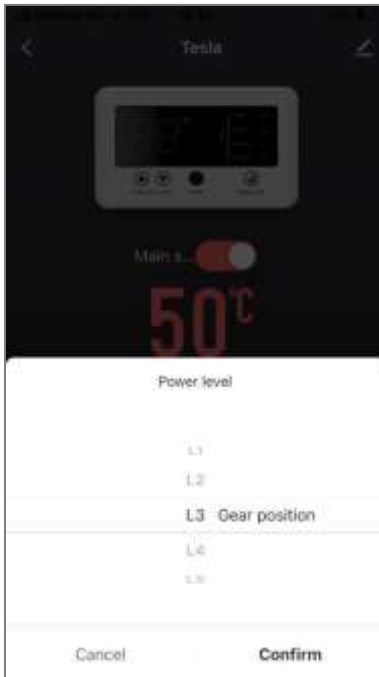 Tesla
Main s...
50°C
Power level
L1
L2
L3 Gear position
L4
L5
Cancel
Confirm